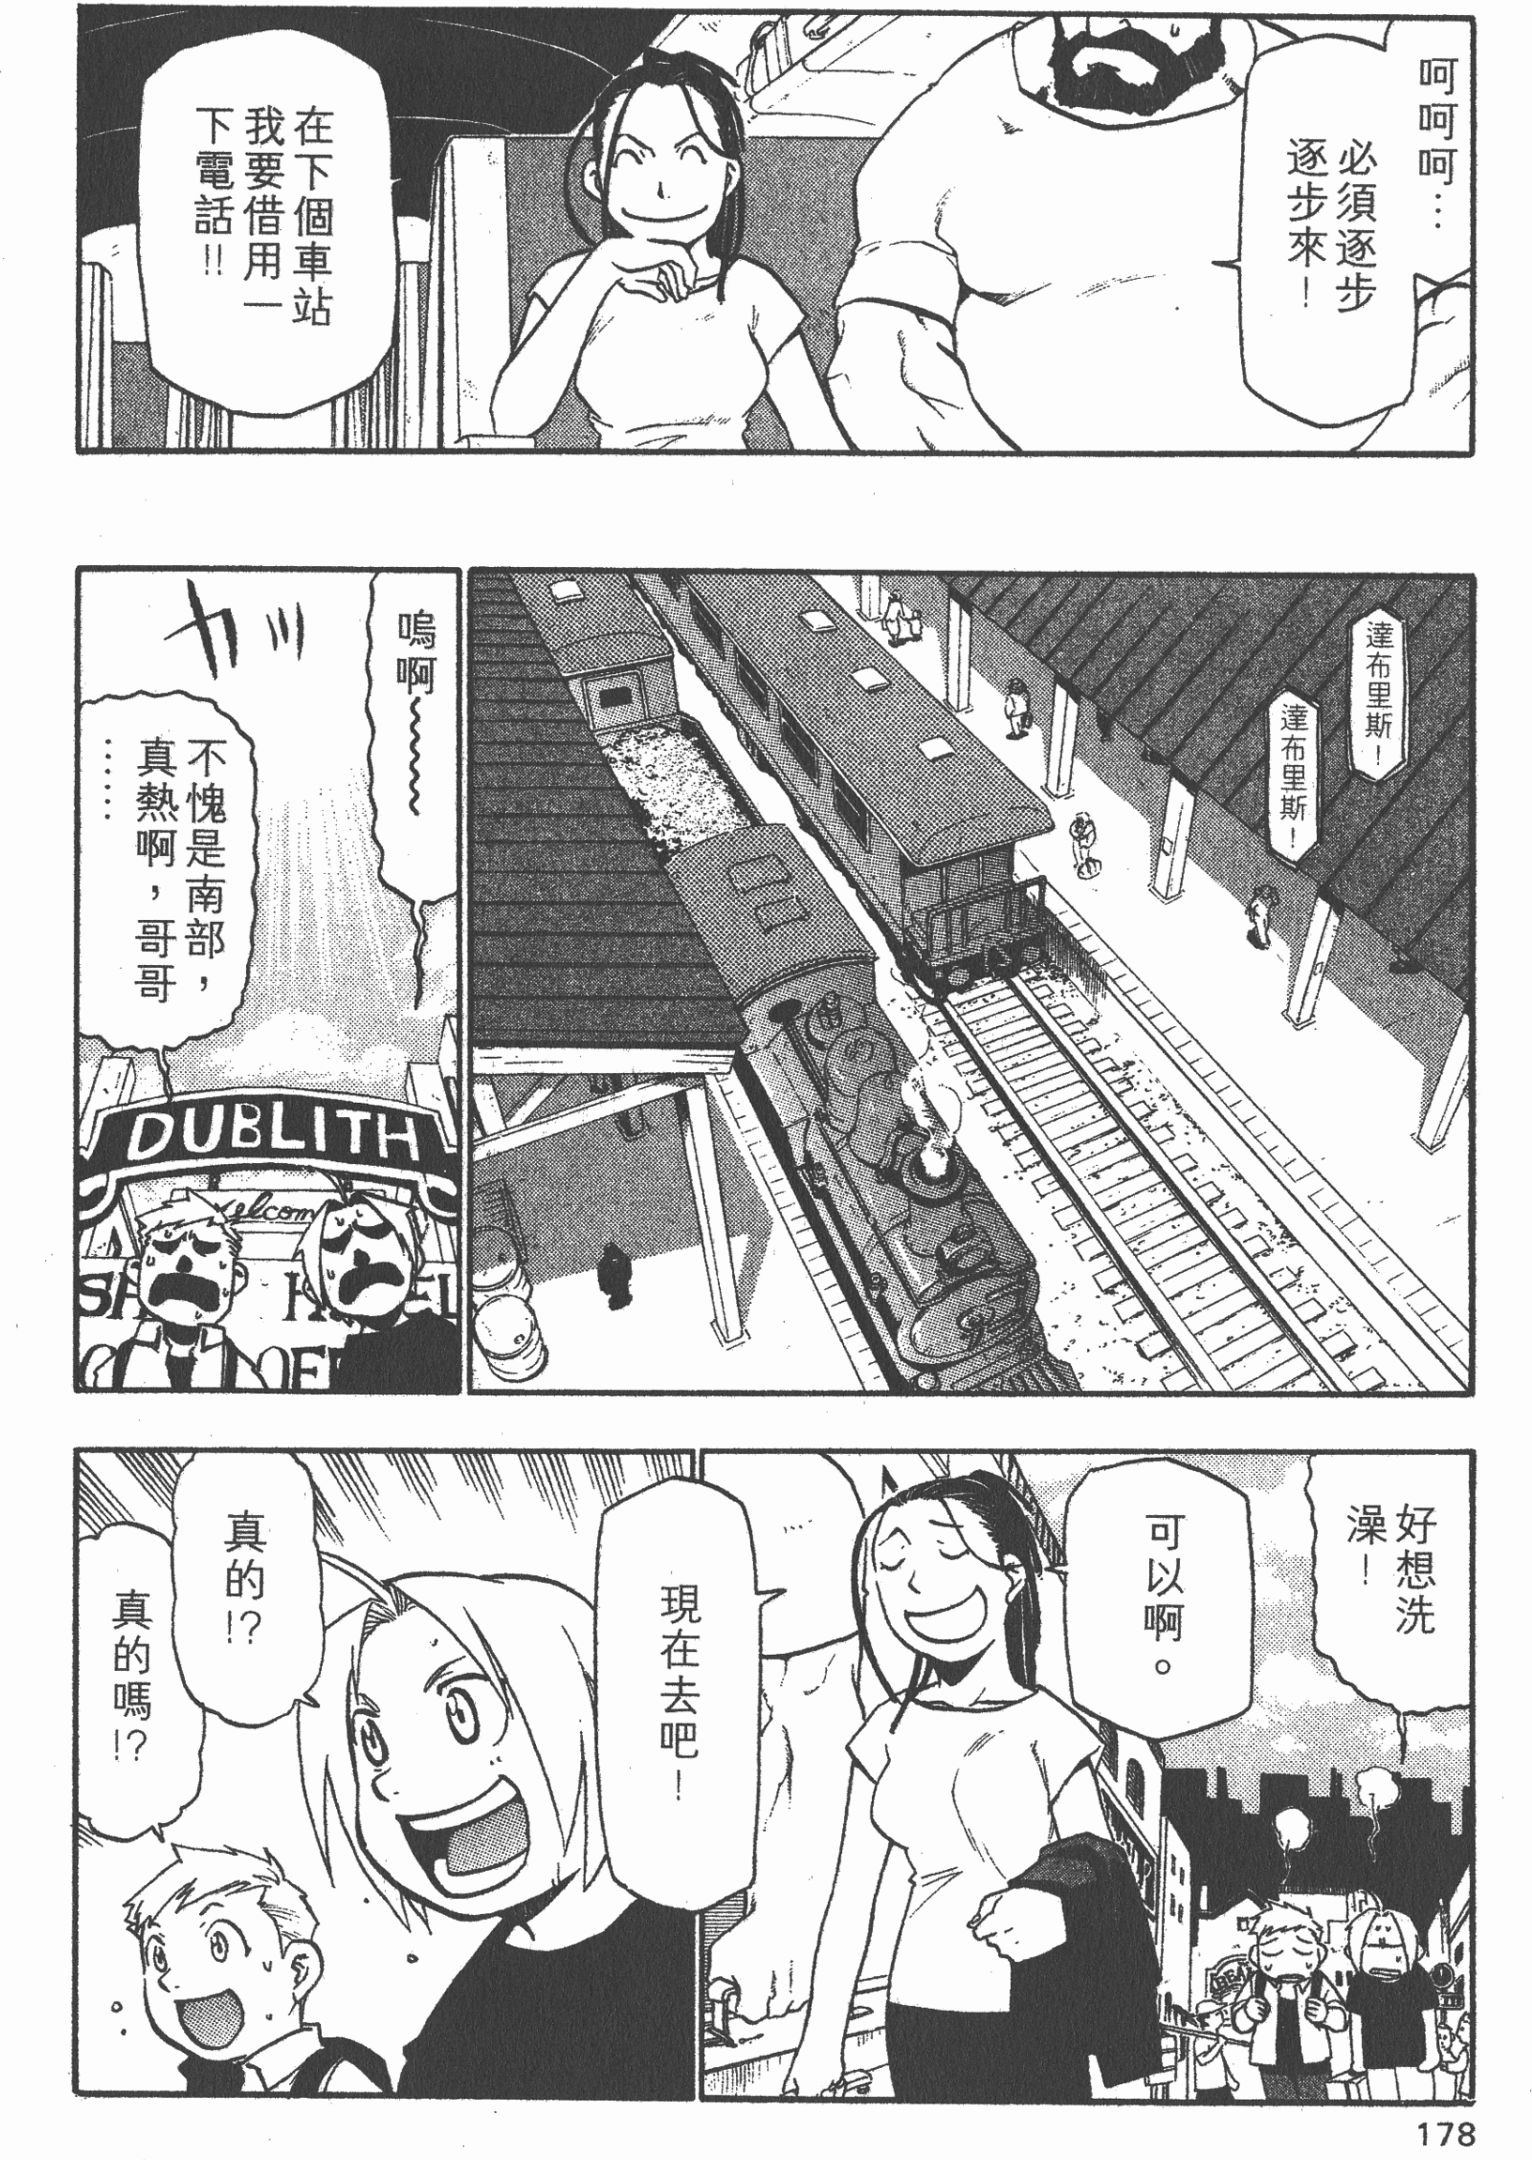 呵呵呵…
必須逐步
逐步來！
在下個車站
我要借用一
下電話!!
達布里斯！
達布里斯！
嗚啊
不愧是南部，
真熱啊，哥哥
……
カッ
DUBLITH
Welcom
好想洗
澡！
可以啊。
現在去吧！
真的!?
真的嗎!?
178